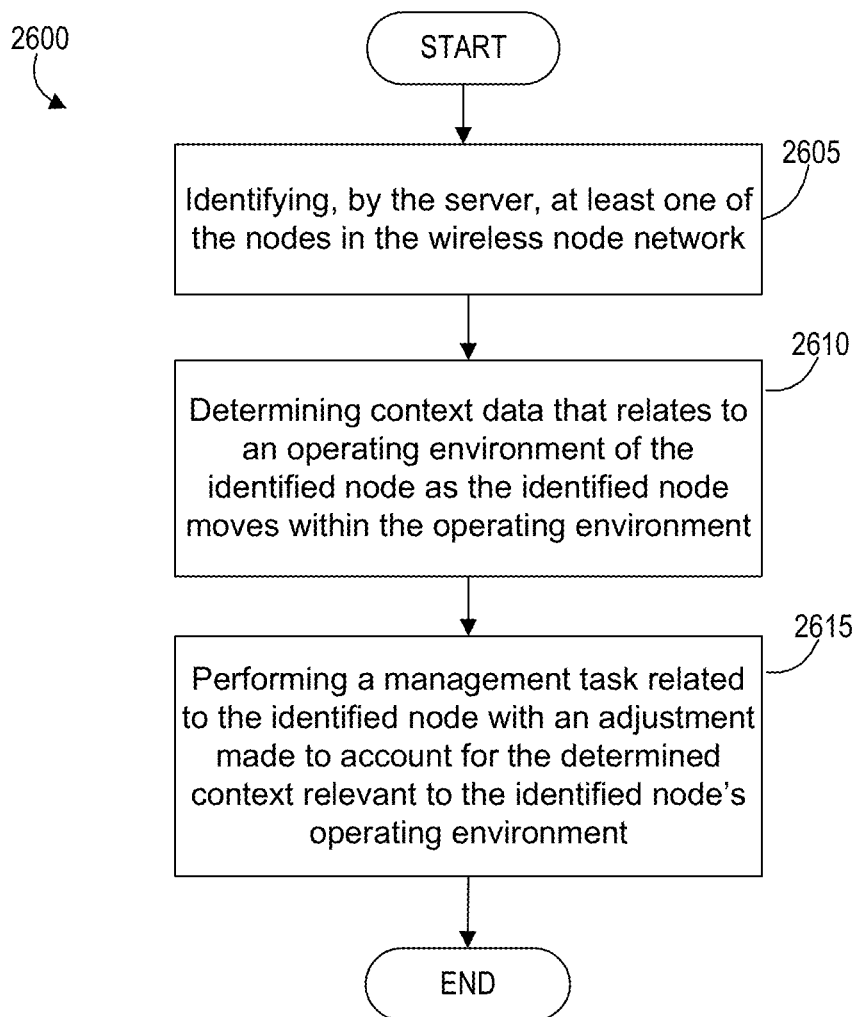 2600
START
2605
Identifying, by the server, at least one of
the nodes in the wireless node network
2610
Determining context data that relates to
an operating environment of the
identified node as the identified node
moves within the operating environment
2615
Performing a management task related
to the identified node with an adjustment
made to account for the determined
context relevant to the identified node's
operating environment
END